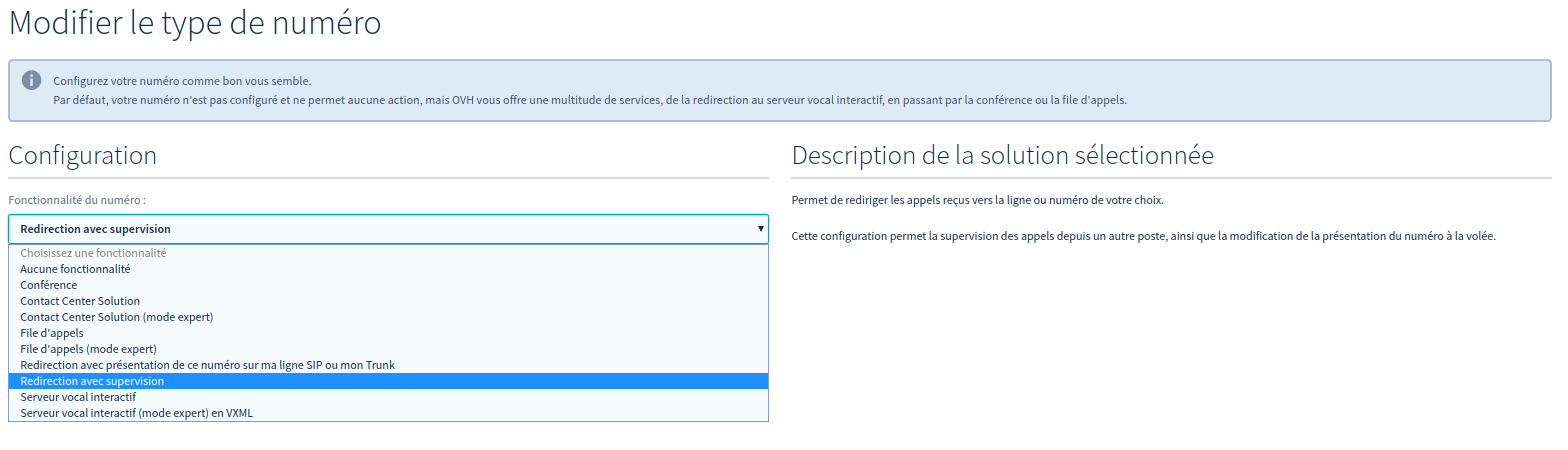 Modifier le type de numéro
Configurez votre numéro comme bon vous semble.
Par défaut, votre numéro n'est pas configuré et ne permet aucune action, mais OVH vous offre une multitude de services, de la redirection au serveur vocal interactif, en passant par la conférence ou la file d'appels.
Configuration
Fonctionnalité du numéro :
Redirection avec supervision
Choisissez une fonctionnalité
Aucune fonctionnalité
Conférence
Contact Center Solution
Contact Center Solution (mode expert)
File d'appels
File d'appels (mode expert)
Redirection avec présentation de ce numéro sur ma ligne SIP ou mon Trunk
Redirection avec supervision
Serveur vocal interactif
Serveur vocal interactif (mode expert) en VXML
Description de la solution sélectionnée
Permet de rediriger les appels reçus vers la ligne ou numéro de votre choix.
Cette configuration permet la supervision des appels depuis un autre poste, ainsi que la modification de la présentation du numéro à la volée.